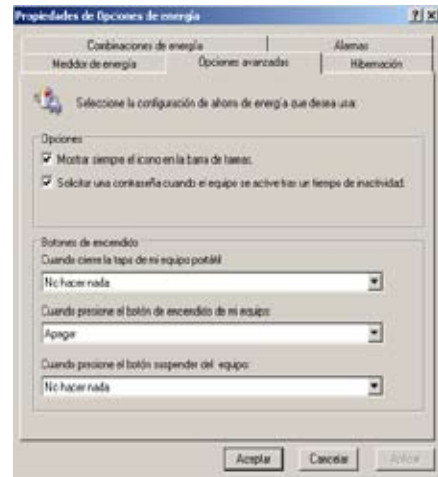 Propiedades de Opciones de energía
Combinaciones de energía
Alarmas
Medidor de energía
Opciones avanzadas
Hibernación
Seleccione la configuración de ahorro de energía que desea usar.
Opciones
Mostrar siempre el icono en la barra de tareas.
Solicitar una contraseña cuando el equipo se active tras un tiempo de inactividad.
Botones de encendido
Cuando cierre la tapa de mi equipo portátil
No hacer nada
Cuando presione el botón de encendido de mi equipo:
Apagar
Cuando presione el botón suspender del equipo:
No hacer nada
Aceptar
Cancelar
Aplicar